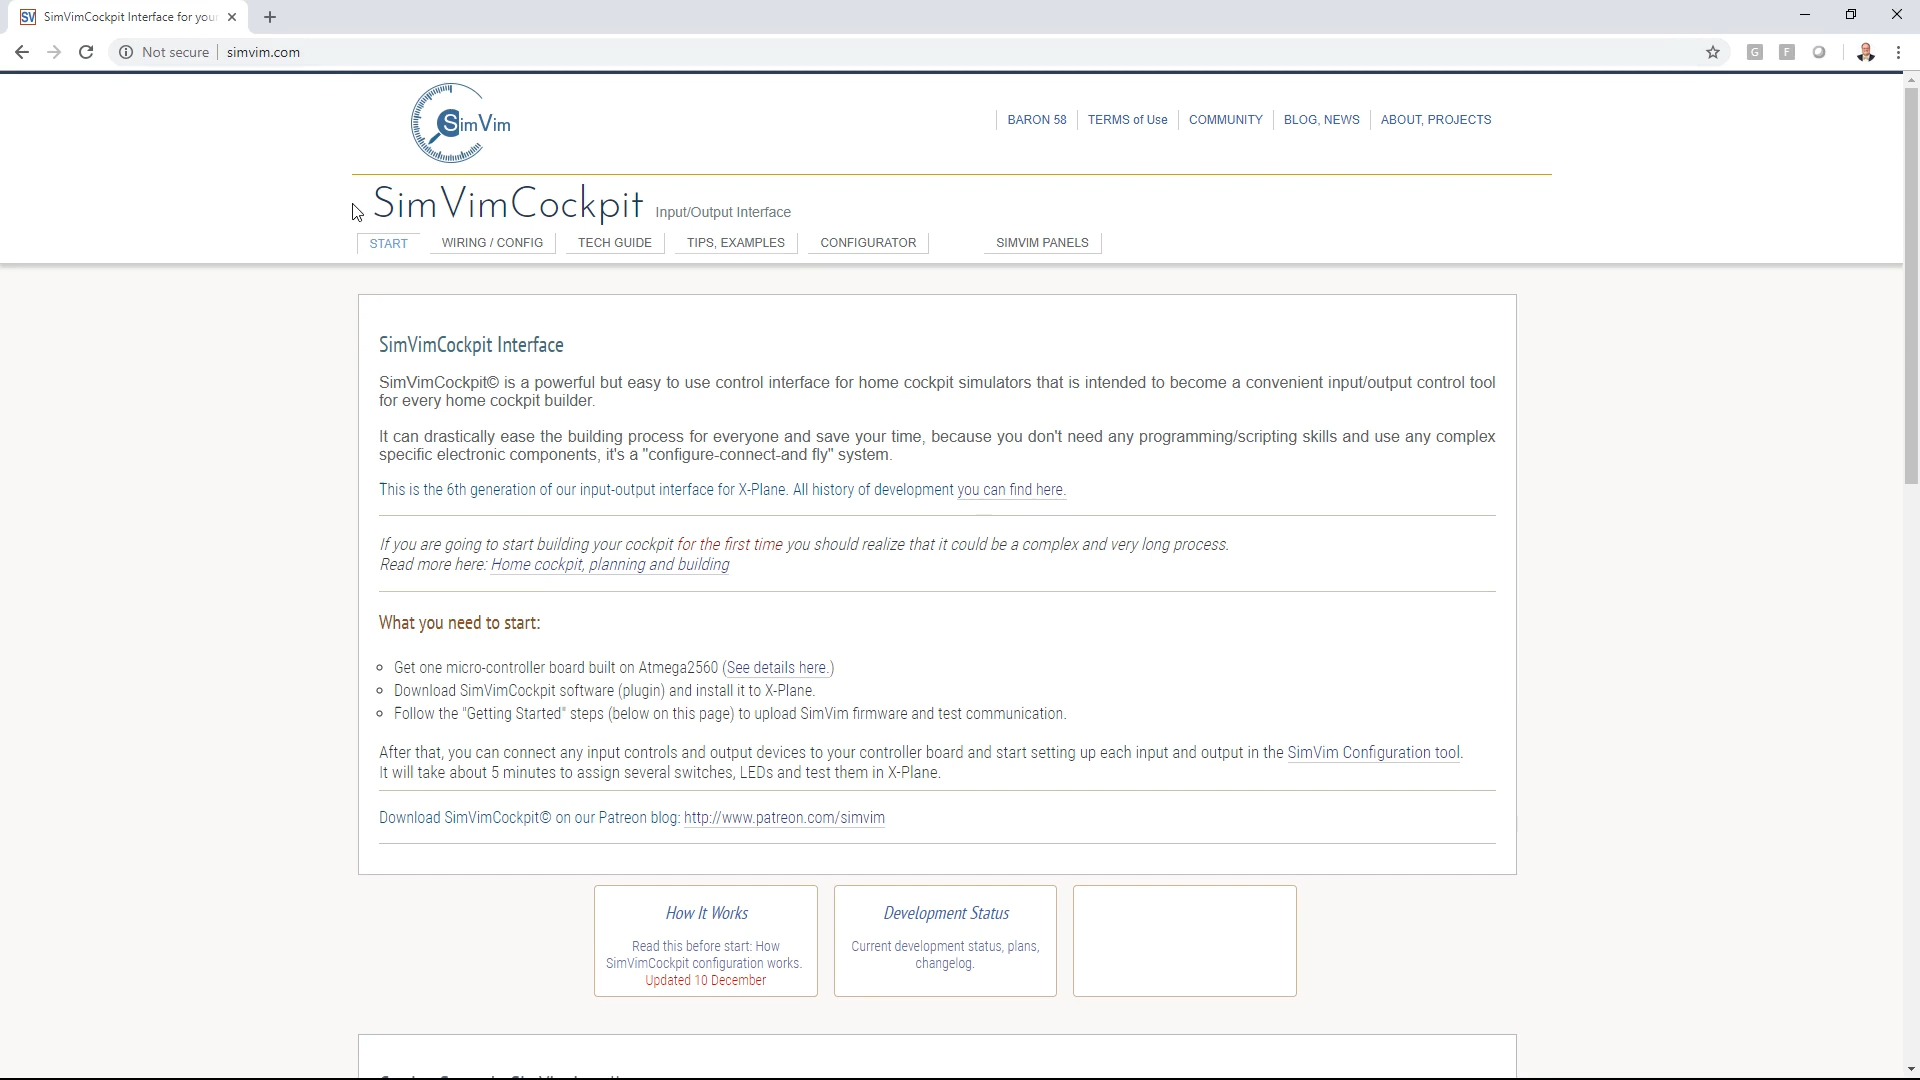 SimVimCockpit Interface for your
Not secure
simvim.com
G
F
SimVim
BARON 58
TERMS of Use
COMMUNITY
BLOG, NEWS
ABOUT, PROJECTS
SimVimCockpit Input/Output Interface
START
WIRING / CONFIG
TECH GUIDE
TIPS, EXAMPLES
CONFIGURATOR
SIMVIM PANELS
SimVimCockpit Interface
SimVimCockpit© is a powerful but easy to use control interface for home cockpit simulators that is intended to become a convenient input/output control tool
for every home cockpit builder.
It can drastically ease the building process for everyone and save your time, because you don't need any programming/scripting skills and use any complex
specific electronic components, it's a "configure-connect-and fly" system.
This is the 6th generation of our input-output interface for X-Plane. All history of development you can find here.
If you are going to start building your cockpit for the first time you should realize that it could be a complex and very long process.
Read more here: Home cockpit, planning and building
What you need to start:
Get one micro-controller board built on Atmega2560 (See details here.)
Download SimVimCockpit software (plugin) and install it to X-Plane.
Follow the "Getting Started" steps (below on this page) to upload SimVim firmware and test communication.
After that, you can connect any input controls and output devices to your controller board and start setting up each input and output in the SimVim Configuration tool.
It will take about 5 minutes to assign several switches, LEDs and test them in X-Plane.
Download SimVimCockpit© on our Patreon blog: http://www.patreon.com/simvim
How It Works
Read this before start: How
SimVimCockpit configuration works.
Updated 10 December
Development Status
Current development status, plans,
changelog.